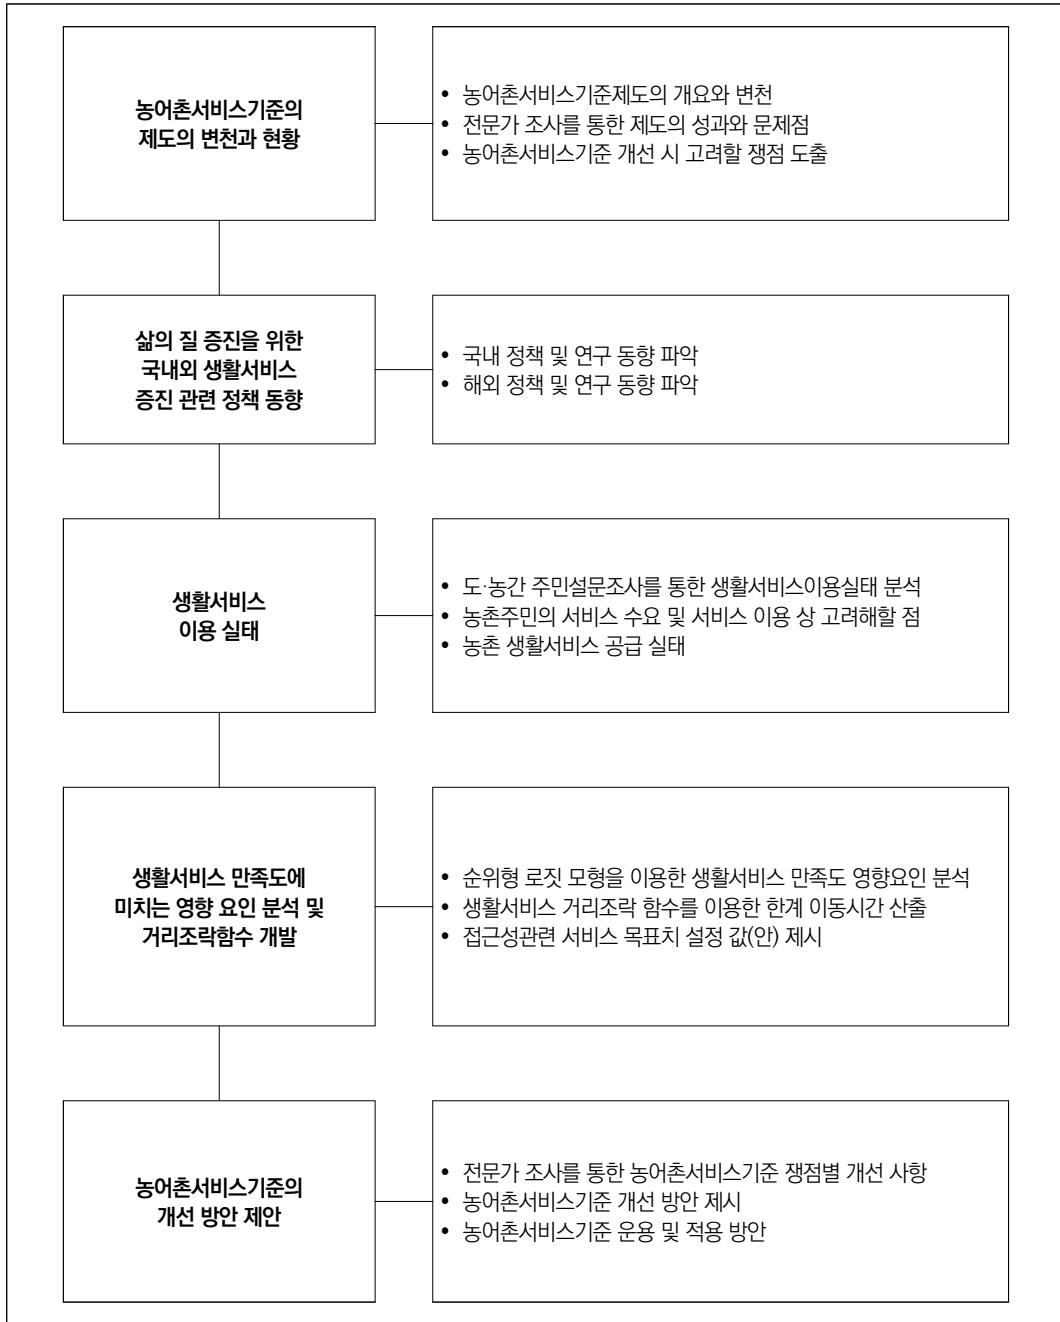 농어촌서비스기준의
제도의 변천과 현황
• 농어촌서비스기준제도의 개요와 변천
• 전문가 조사를 통한 제도의 성과와 문제점
• 농어촌서비스기준 개선 시 고려할 쟁점 도출
삶의 질 증진을 위한
국내외 생활서비스
증진 관련 정책 동향
• 국내 정책 및 연구 동향 파악
• 해외 정책 및 연구 동향 파악
생활서비스
이용 실태
• 도·농간 주민설문조사를 통한 생활서비스이용실태 분석
• 농촌주민의 서비스 수요 및 서비스 이용 상 고려해할 점
• 농촌 생활서비스 공급 실태
생활서비스 만족도에
미치는 영향 요인 분석 및
거리조락함수 개발
• 순위형 로짓 모형을 이용한 생활서비스 만족도 영향요인 분석
• 생활서비스 거리조락 함수를 이용한 한계 이동시간 산출
• 접근성관련 서비스 목표치 설정 값(안) 제시
농어촌서비스기준의
개선 방안 제안
• 전문가 조사를 통한 농어촌서비스기준 쟁점별 개선 사항
• 농어촌서비스기준 개선 방안 제시
• 농어촌서비스기준 운용 및 적용 방안